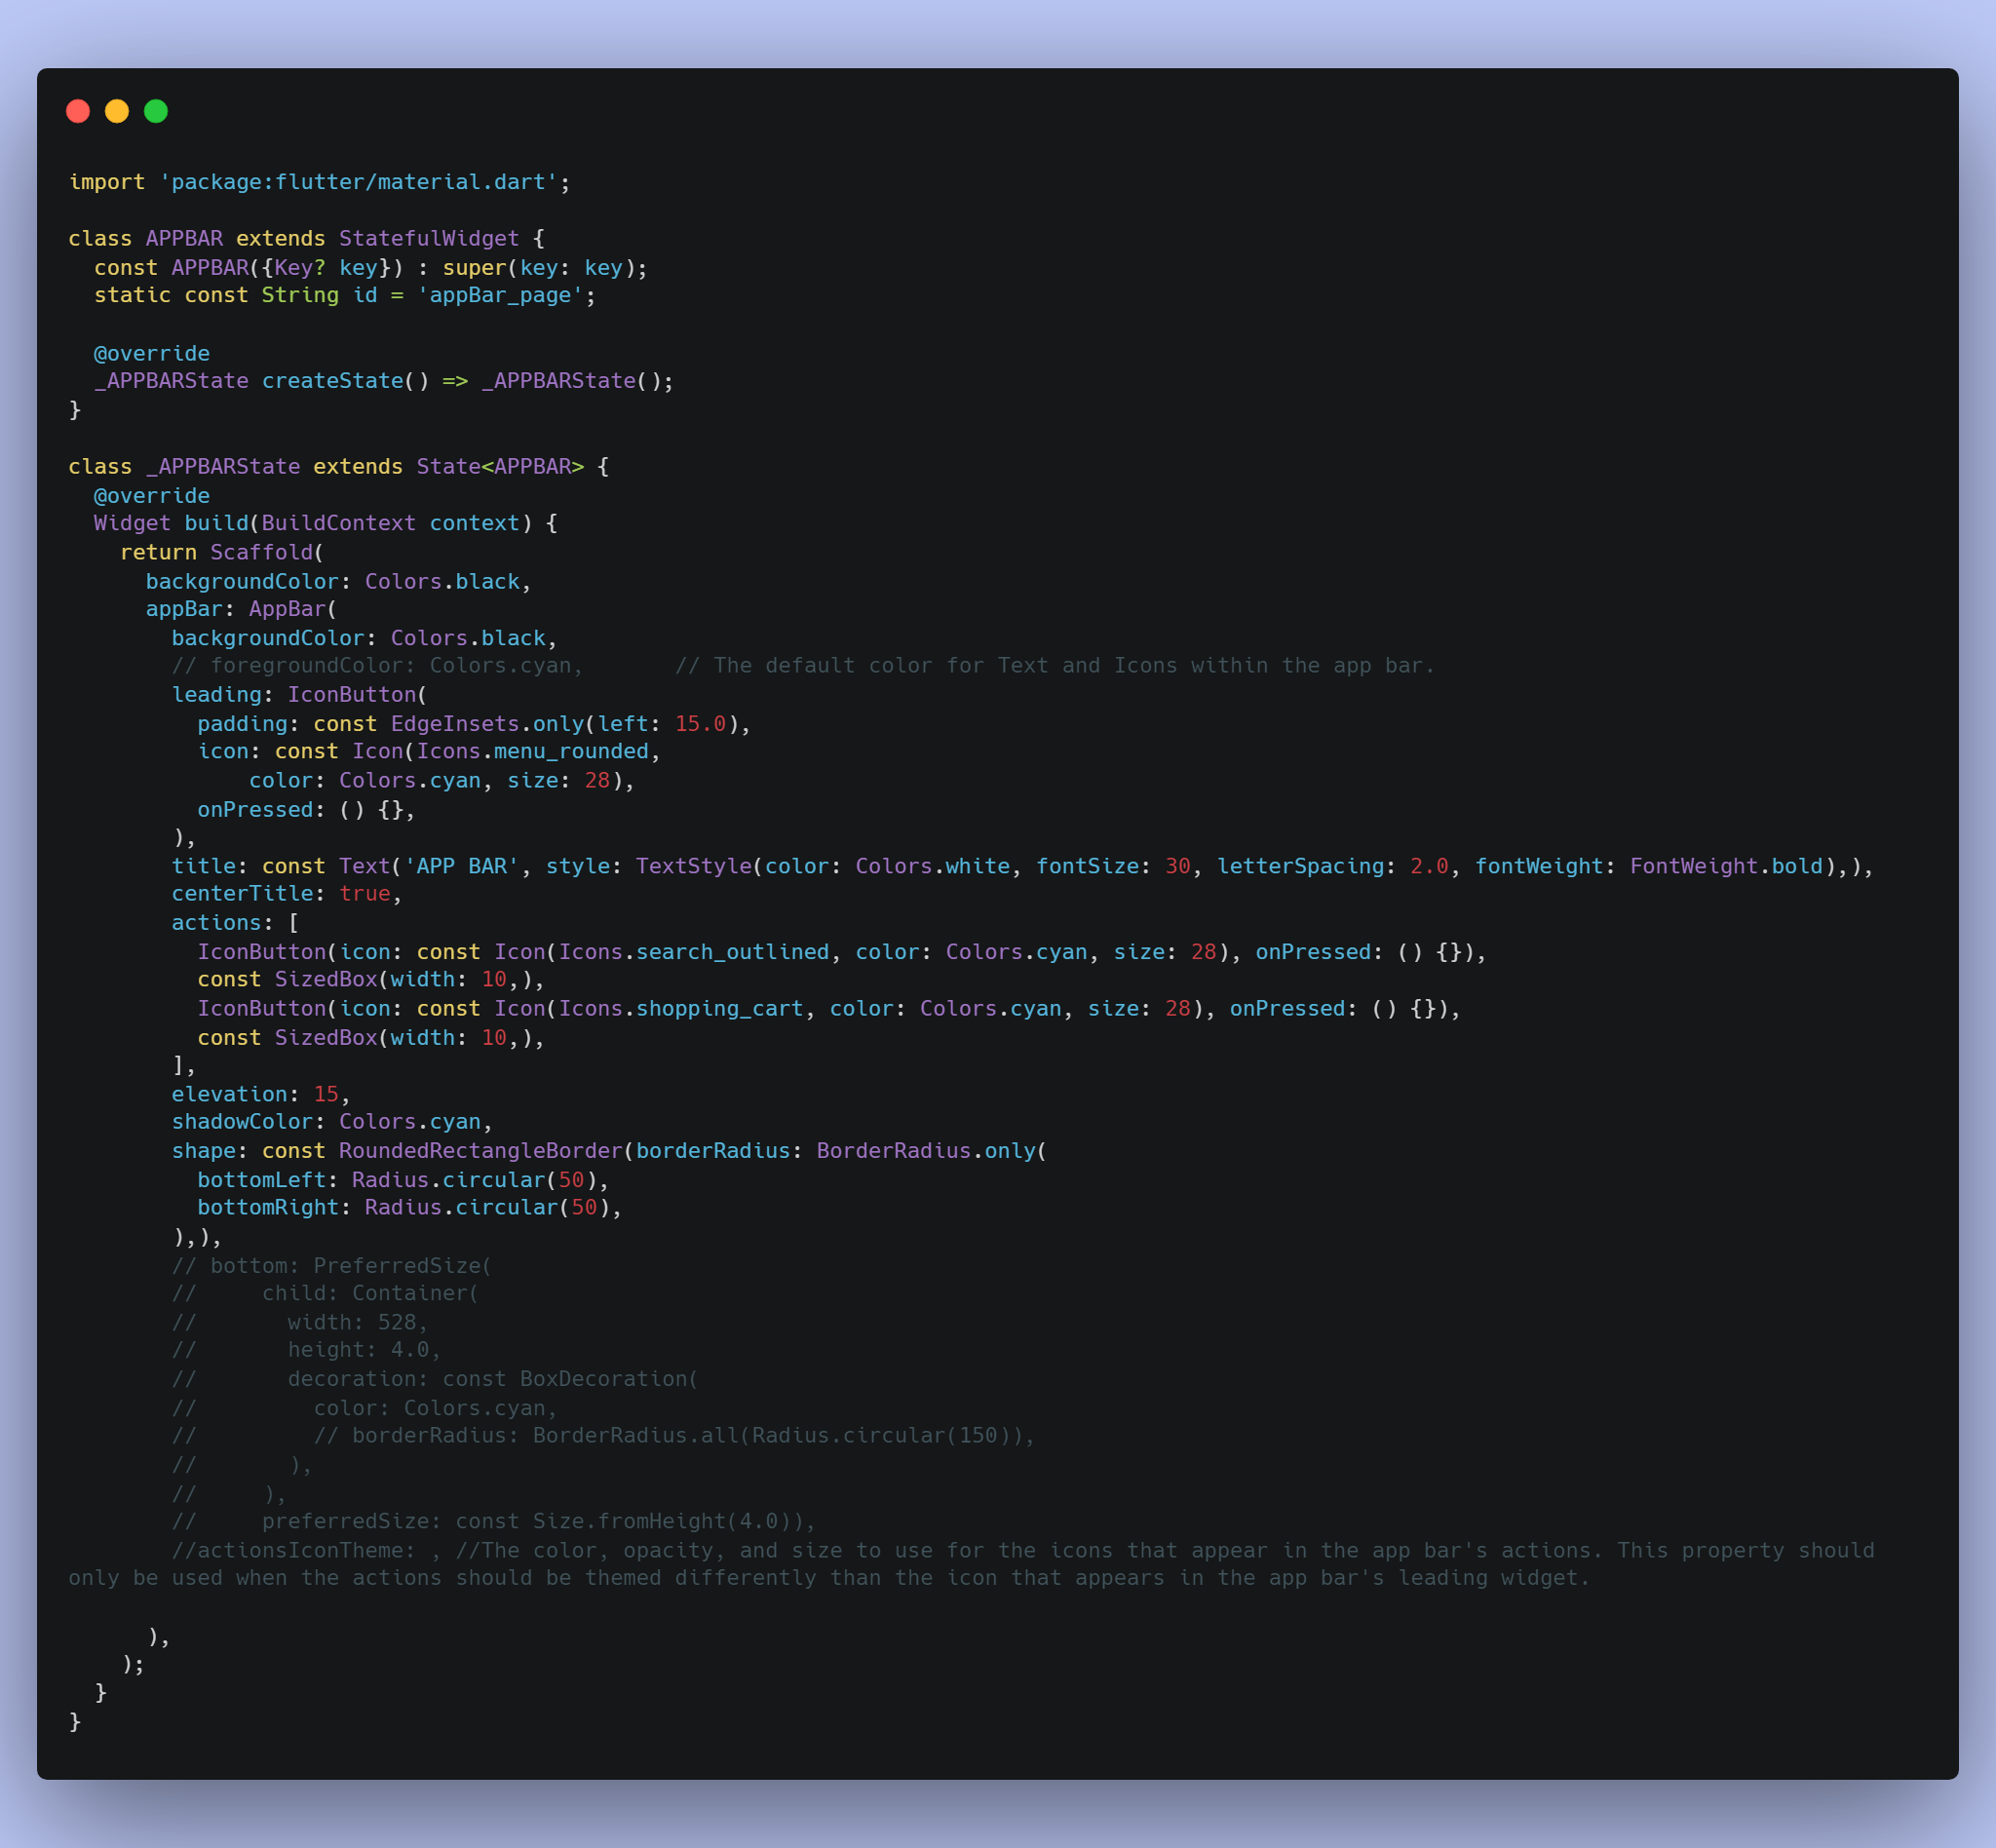 import 'package:flutter/material.dart';

class APPBAR extends StatefulWidget {
  const APPBAR({Key? key}) : super(key: key);
  static const String id = 'appBar_page';

  @override
  _APPBARState createState() => _APPBARState();
}

class _APPBARState extends State<APPBAR> {
  @override
  Widget build(BuildContext context) {
    return Scaffold(
      backgroundColor: Colors.black,
      appBar: AppBar(
        backgroundColor: Colors.black,
        // foregroundColor: Colors.cyan,       // The default color for Text and Icons within the app bar.
        leading: IconButton(
          padding: const EdgeInsets.only(left: 15.0),
          icon: const Icon(Icons.menu_rounded,
              color: Colors.cyan, size: 28),
          onPressed: () {},
        ),
        title: const Text('APP BAR', style: TextStyle(color: Colors.white, fontSize: 30, letterSpacing: 2.0, fontWeight: FontWeight.bold),),
        centerTitle: true,
        actions: [
          IconButton(icon: const Icon(Icons.search_outlined, color: Colors.cyan, size: 28), onPressed: () {}),
          const SizedBox(width: 10,),
          IconButton(icon: const Icon(Icons.shopping_cart, color: Colors.cyan, size: 28), onPressed: () {}),
          const SizedBox(width: 10,),
        ],
        elevation: 15,
        shadowColor: Colors.cyan,
        shape: const RoundedRectangleBorder(borderRadius: BorderRadius.only(
          bottomLeft: Radius.circular(50),
          bottomRight: Radius.circular(50),
        ),),
        // bottom: PreferredSize(
        //     child: Container(
        //       width: 528,
        //       height: 4.0,
        //       decoration: const BoxDecoration(
        //         color: Colors.cyan,
        //         // borderRadius: BorderRadius.all(Radius.circular(150)),
        //       ),
        //     ),
        //     preferredSize: const Size.fromHeight(4.0)),
        //actionsIconTheme: , //The color, opacity, and size to use for the icons that appear in the app bar's actions. This property should
only be used when the actions should be themed differently than the icon that appears in the app bar's leading widget.

      ),
    );
  }
}